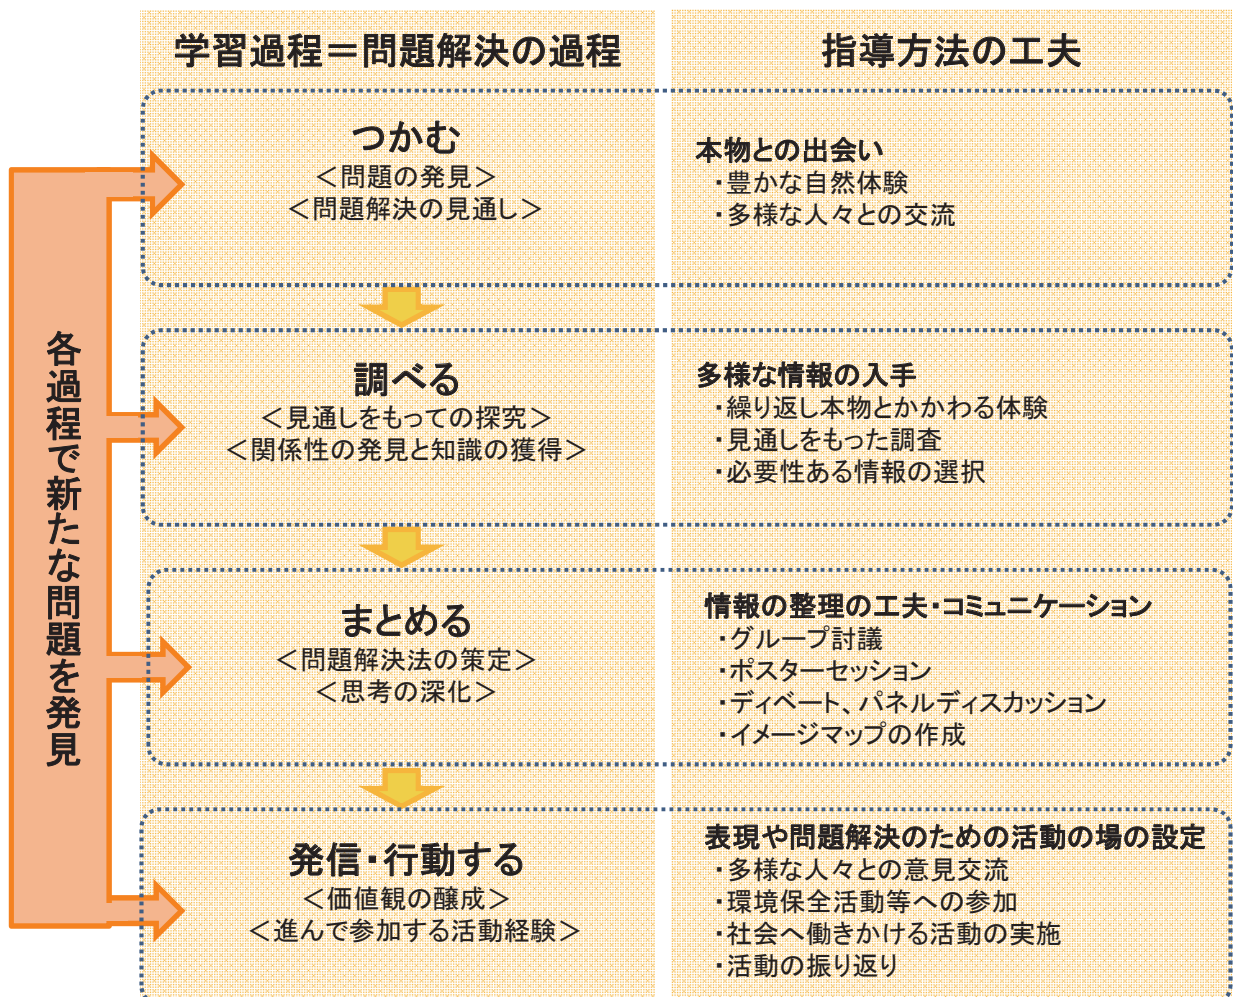 学習過程＝問題解決の過程
指導方法の工夫
各過程で新たな問題を発見
つかむ
＜問題の発見＞
＜問題解決の見通し＞
本物との出会い
・豊かな自然体験
・多様な人々との交流
調べる
＜見通しをもっての探究＞
＜関係性の発見と知識の獲得＞
多様な情報の入手
・繰り返し本物とかかわる体験
・見通しをもった調査
・必要性ある情報の選択
まとめる
＜問題解決法の策定＞
＜思考の深化＞
情報の整理の工夫・コミュニケーション
・グループ討議
・ポスターセッション
・ディベート、パネルディスカッション
・イメージマップの作成
発信・行動する
＜価値観の醸成＞
＜進んで参加する活動経験＞
表現や問題解決のための活動の場の設定
・多様な人々との意見交流
・環境保全活動等への参加
・社会へ働きかける活動の実施
・活動の振り返り